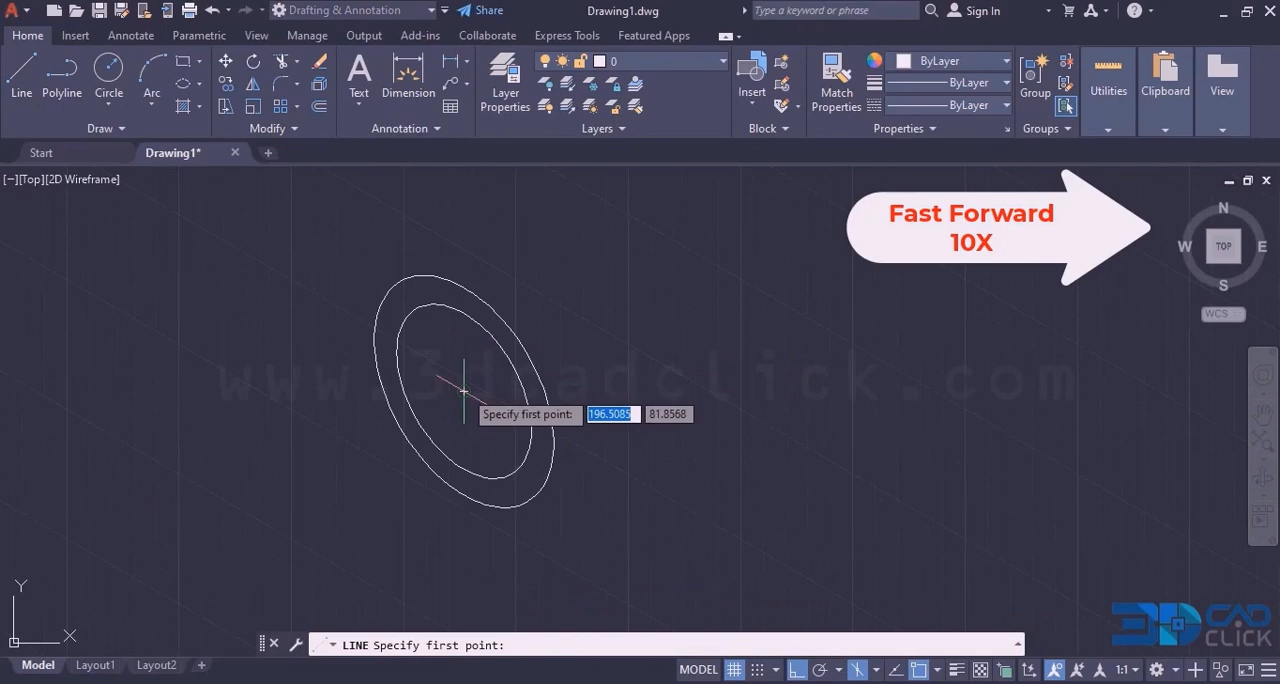 Drafting & Annotation
Share
Drawing1.dwg
Type a keyword or phrase
Sign In
Home Insert Annotate Parametric View Manage Output Add-ins Collaborate Express Tools Featured Apps
Line
Polyline
Circle
Arc
Text
Dimension
Layer
Properties
0
Insert
Match
Properties
ByLayer
ByLayer
ByLayer
Group
Utilities
Clipboard
View
Draw
Modify
Annotation
Layers
Block
Properties
Groups
Start
Drawing1*
[−][Top][2D Wireframe]
Fast Forward
10X
N
W
TOP
E
S
WCS
www.3dcadclick.com
Specify first point: 196.5085 81.8568
Y
X
3D CAD
CLICK
LINE Specify first point:
Model Layout1 Layout2
MODEL
1:1